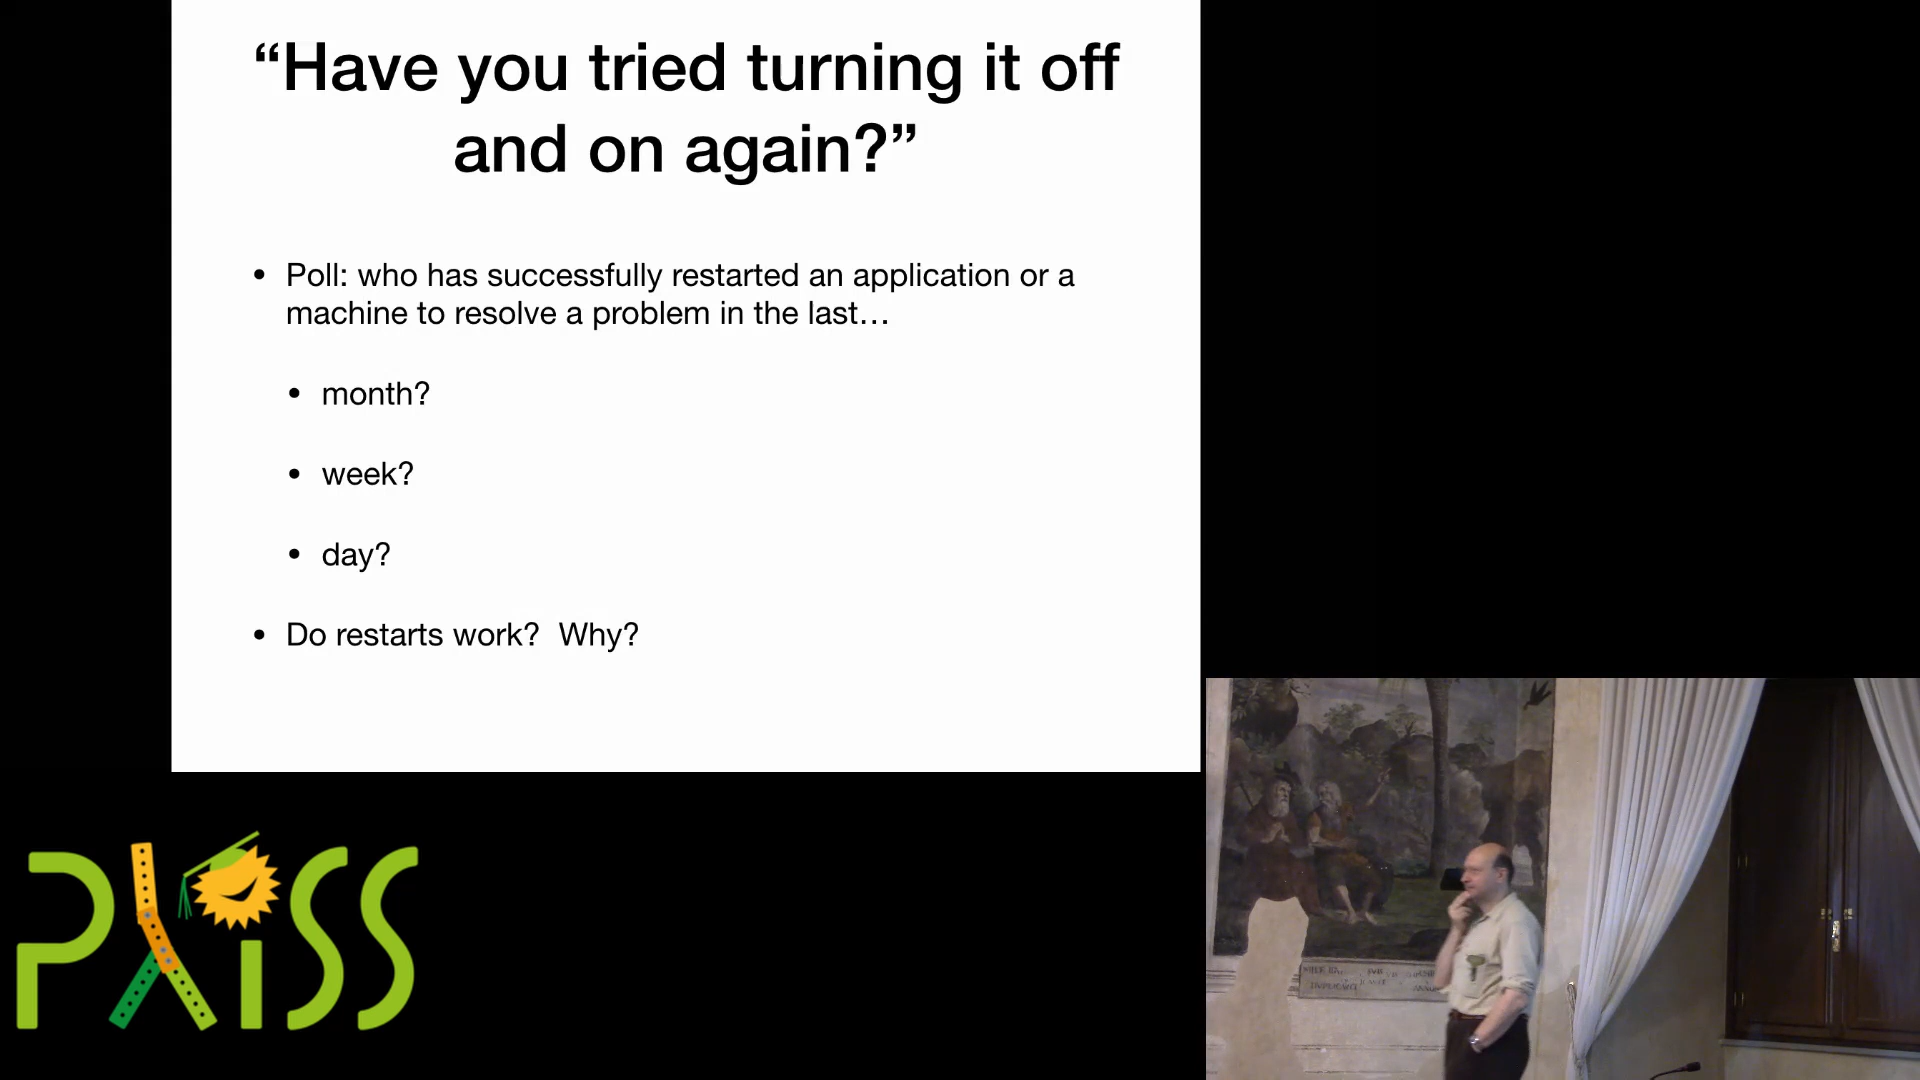 “Have you tried turning it off
and on again?”
• Poll: who has successfully restarted an application or a
machine to resolve a problem in the last…
• month?
• week?
• day?
• Do restarts work?  Why?
PλiSS